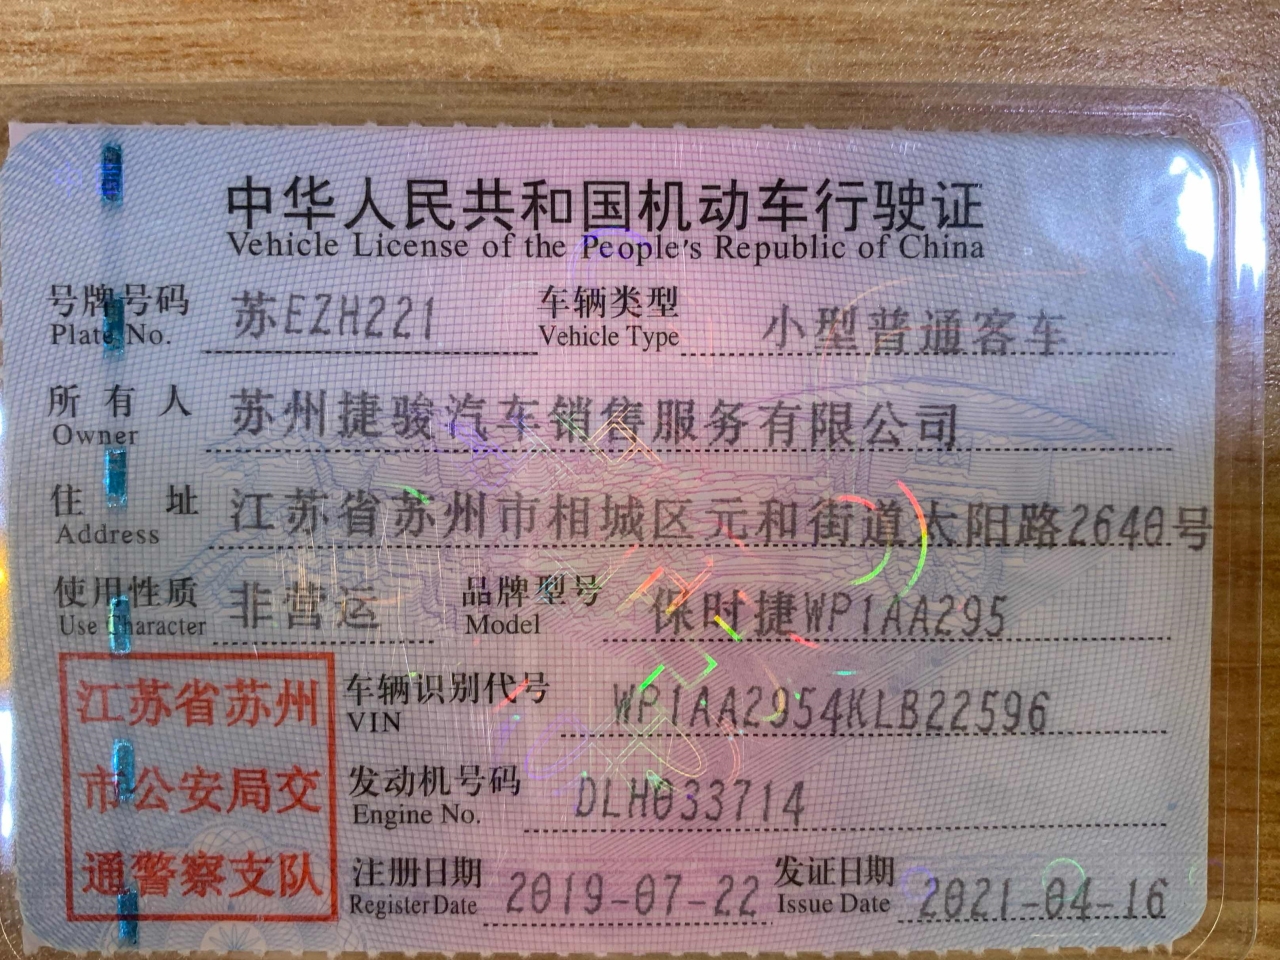 中华人民共和国机动车行驶证
Vehicle License of the People's Republic of China
号牌号码 苏EZH221 车辆类型 小型普通客车
Plate No. Vehicle Type
所有人 苏州捷骏汽车销售服务有限公司
Owner
住址 江苏省苏州市相城区元和街道太阳路2640号
Address
使用性质 非营运 品牌型号 保时捷WP1AA295
Use Character Model
江苏省苏州
市公安局交
通警察支队
车辆识别代号 WP1AA2954KLB22596
VIN
发动机号码 DLH033714
Engine No.
注册日期 2019-07-22 发证日期 2021-04-16
Register Date Issue Date